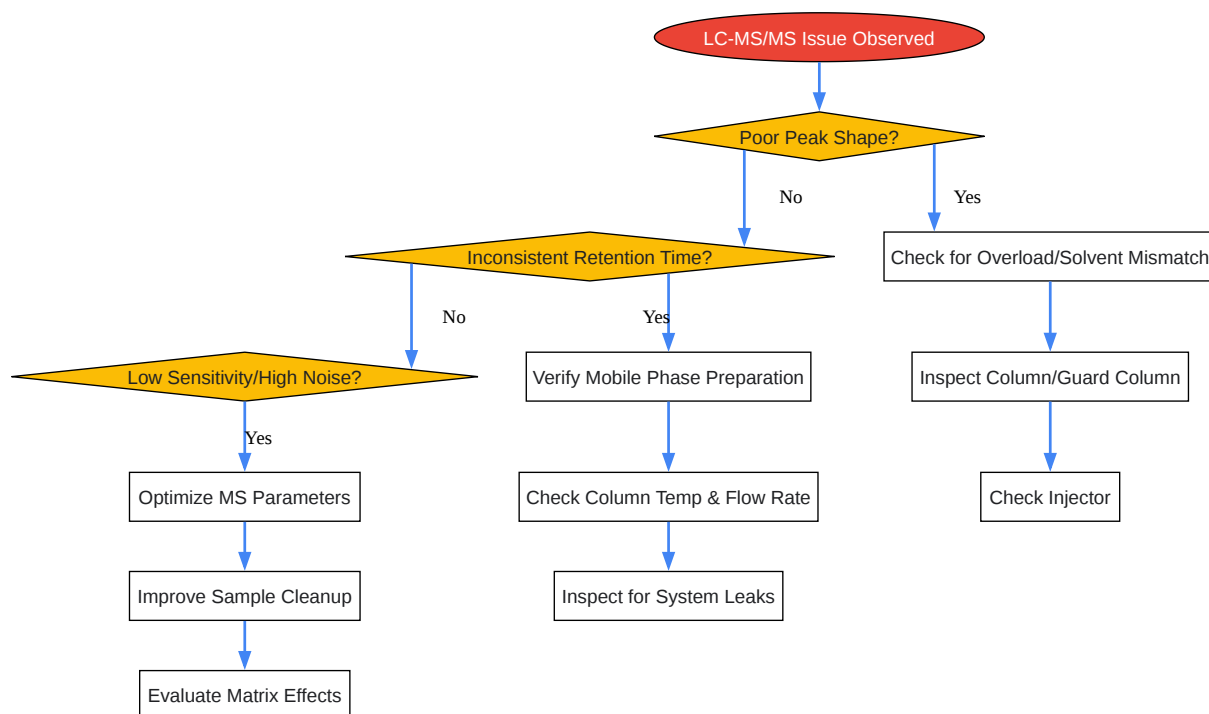 LC-MS/MS Issue Observed
Poor Peak Shape?
No
Yes
Inconsistent Retention Time?
Check for Overload/Solvent Mismatch
No
Yes
Low Sensitivity/High Noise?
Verify Mobile Phase Preparation
Inspect Column/Guard Column
Yes
Optimize MS Parameters
Check Column Temp & Flow Rate
Check Injector
Improve Sample Cleanup
Inspect for System Leaks
Evaluate Matrix Effects